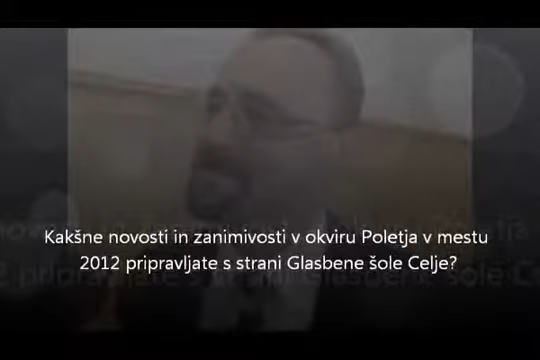 Kakšne novosti in zanimivosti v okviru Poletja v mestu
2012 pripravljate s strani Glasbene šole Celje?